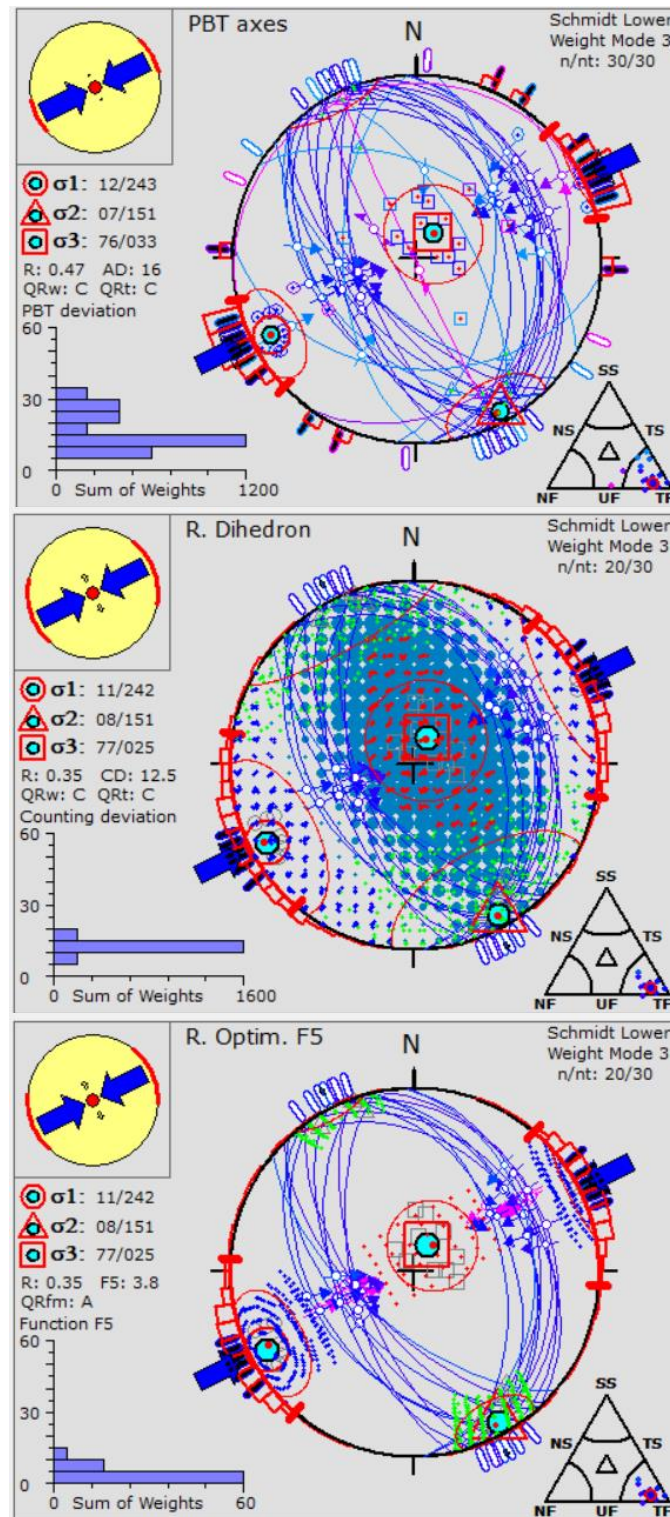 PBT axes
N
Schmidt Lower
Weight Mode 3
n/nt: 30/30
σ1: 12/243
σ2: 07/151
σ3: 76/033
R: 0.47 AD: 16
QRw: C QRt: C
PBT deviation
60
30
0
0 Sum of Weights 1200
SS
NS TS
NF UF TF
R. Dihedron
N
Schmidt Lower
Weight Mode 3
n/nt: 20/30
σ1: 11/242
σ2: 08/151
σ3: 77/025
R: 0.35 CD: 12.5
QRw: C QRt: C
Counting deviation
60
30
0
0 Sum of Weights 1600
SS
NS TS
NF UF TF
R. Optim. F5
N
Schmidt Lower
Weight Mode 3
n/nt: 20/30
σ1: 11/242
σ2: 08/151
σ3: 77/025
R: 0.35 F5: 3.8
QRfm: A
Function F5
60
30
0
0 Sum of Weights 60
SS
NS TS
NF UF TF